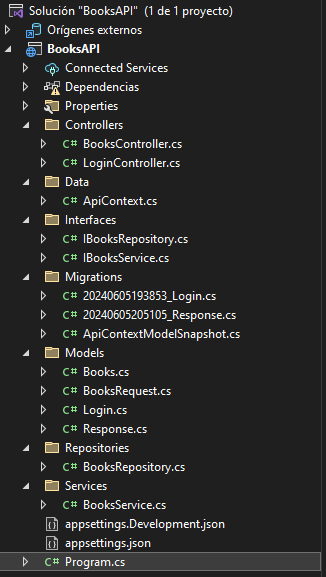 Solución "BooksAPI" (1 de 1 proyecto)
Orígenes externos
BooksAPI
Connected Services
Dependencias
Properties
Controllers
C# BooksController.cs
C# LoginController.cs
Data
C# ApiContext.cs
Interfaces
C# IBooksRepository.cs
C# IBooksService.cs
Migrations
C# 20240605193853_Login.cs
C# 20240605205105_Response.cs
C# ApiContextModelSnapshot.cs
Models
C# Books.cs
C# BooksRequest.cs
C# Login.cs
C# Response.cs
Repositories
C# BooksRepository.cs
Services
C# BooksService.cs
appsettings.Development.json
appsettings.json
C# Program.cs